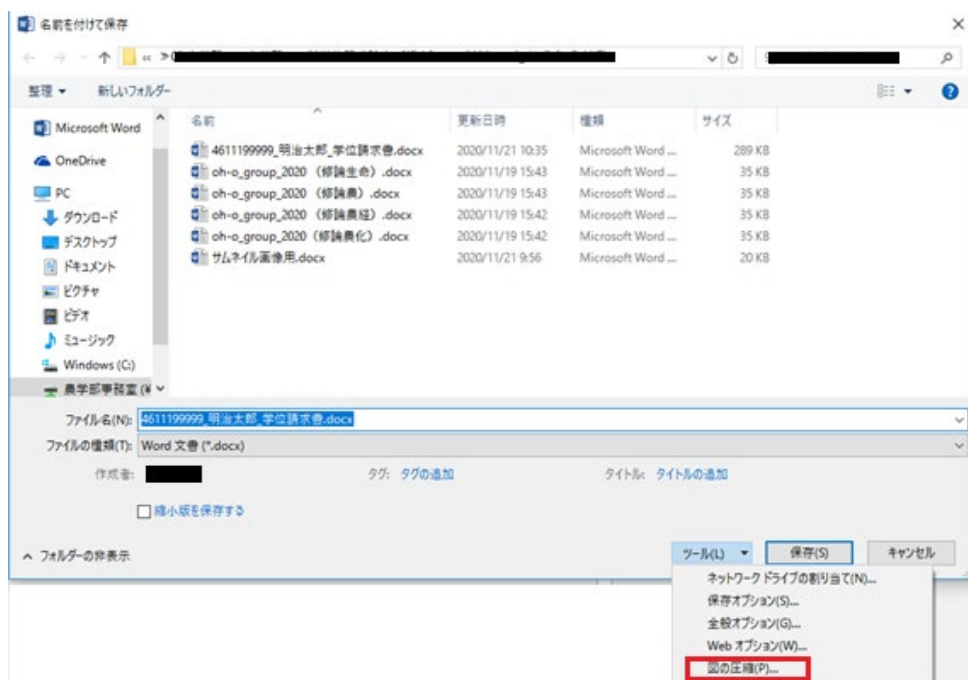 名前を付けて保存
«
整理 新しいフォルダー
Microsoft Word
OneDrive
PC
ダウンロード
デスクトップ
ドキュメント
ピクチャ
ビデオ
ミュージック
Windows (C:)
農学部事務室 (¥
名前 更新日時 種類 サイズ
4611199999_明治太郎_学位請求書.docx 2020/11/21 10:35 Microsoft Word ... 289 KB
oh-o_group_2020 (修論生命) .docx 2020/11/19 15:43 Microsoft Word ... 35 KB
oh-o_group_2020 (修論農) .docx 2020/11/19 15:43 Microsoft Word ... 35 KB
oh-o_group_2020 (修論農経) .docx 2020/11/19 15:42 Microsoft Word ... 35 KB
oh-o_group_2020 (修論農化) .docx 2020/11/19 15:42 Microsoft Word ... 35 KB
サムネイル画像用.docx 2020/11/21 9:56 Microsoft Word ... 20 KB
ファイル名(N): 4611199999_明治太郎_学位請求書.docx
ファイルの種類(T): Word 文書 (*.docx)
作成者: タグ: タグの追加 タイトル: タイトルの追加
縮小版を保存する
フォルダーの非表示 ツール(L) 保存(S) キャンセル
ネットワーク ドライブの割り当て(N)...
保存オプション(S)...
全般オプション(G)...
Web オプション(W)...
図の圧縮(P)...